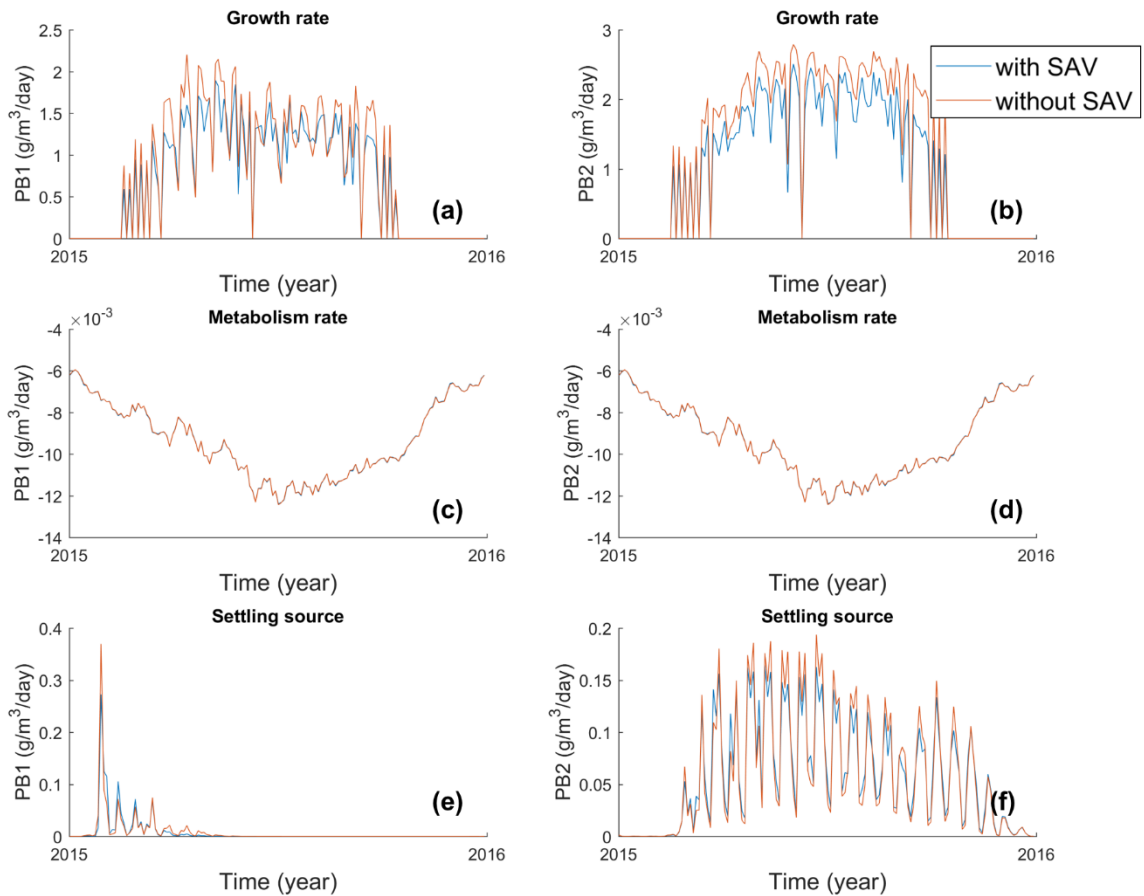 Growth rate
PB1 (g/m³/day)
2.5
2
1.5
1
0.5
0
(a)
2015
2016
Time (year)
Growth rate
with SAV
without SAV
PB2 (g/m³/day)
3
2
1
0
(b)
2015
2016
Time (year)
×10⁻³
Metabolism rate
PB1 (g/m³/day)
-4
-6
-8
-10
-12
-14
(c)
2015
2016
Time (year)
×10⁻³
Metabolism rate
PB2 (g/m³/day)
-4
-6
-8
-10
-12
-14
(d)
2015
2016
Time (year)
Settling source
PB1 (g/m³/day)
0.4
0.3
0.2
0.1
0
(e)
2015
2016
Time (year)
Settling source
PB2 (g/m³/day)
0.2
0.15
0.1
0.05
0
(f)
2015
2016
Time (year)